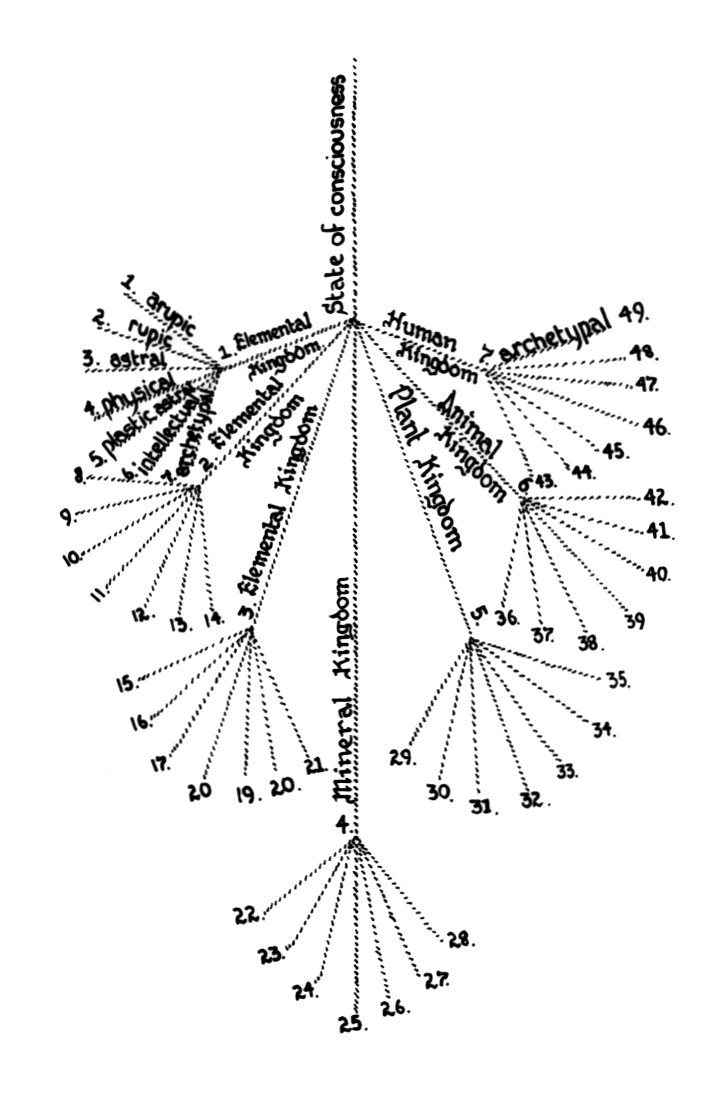 State of consciousness
1. arupic
2. rupic
3. astral
4. physical
5. plastic astral
6. intellectual
7. archetypal
1. Elemental
Kingdom
2. Elemental
Kingdom
8.
9.
10.
11.
12.
13.
14.
3. Elemental Kingdom
15.
16.
17.
20
19.
20.
21.
4. Mineral Kingdom
22.
23.
24.
25.
26.
27.
28.
Plant Kingdom
5.
29.
30.
31.
32.
33.
34.
35.
Animal
Kingdom
6
36.
37.
38.
39
40.
41.
42.
Human
Kingdom
7
43.
44.
45.
46.
47.
48.
archetypal 49.